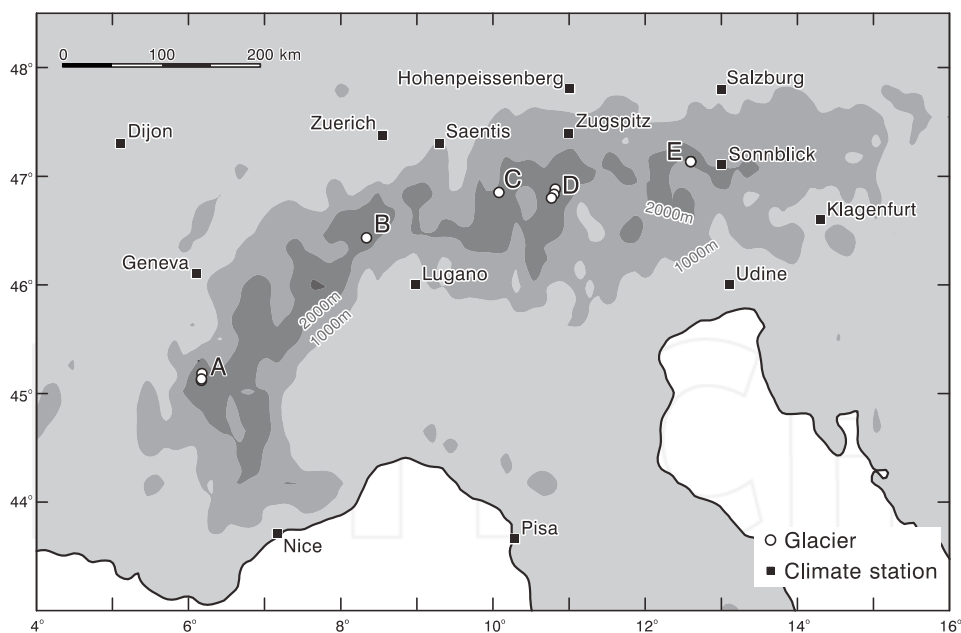 0 100 200 km
48°
Hohenpeissenberg
Salzburg
Dijon
Zuerich
Saentis
Zugspitz
47°
C
D
E
Sonnblick
B
2000m
Klagenfurt
1000m
Geneva
Lugano
Udine
46°
2000m
1000m
A
45°
44°
Nice
Pisa
Glacier
Climate station
4° 6° 8° 10° 12° 14° 16°